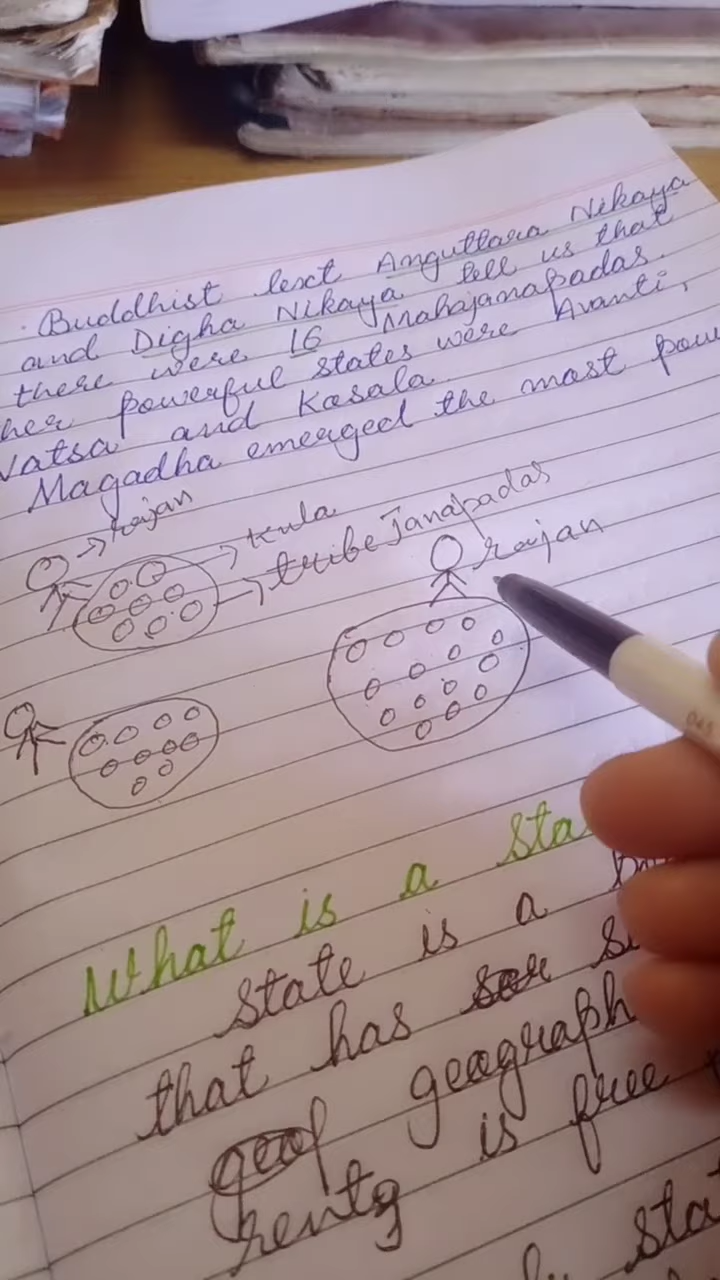 Buddhist text Anguttara Nikaya
and Digha Nikaya tell us that
there were 16 Mahajanapadas.
her powerful states were Avanti,
Vatsa and Kosala.
Magadha emerged the most pow
rajan
kula
tribe Janapadas
rajan
What is a sta
state is a
that has
geograph
is free
sta